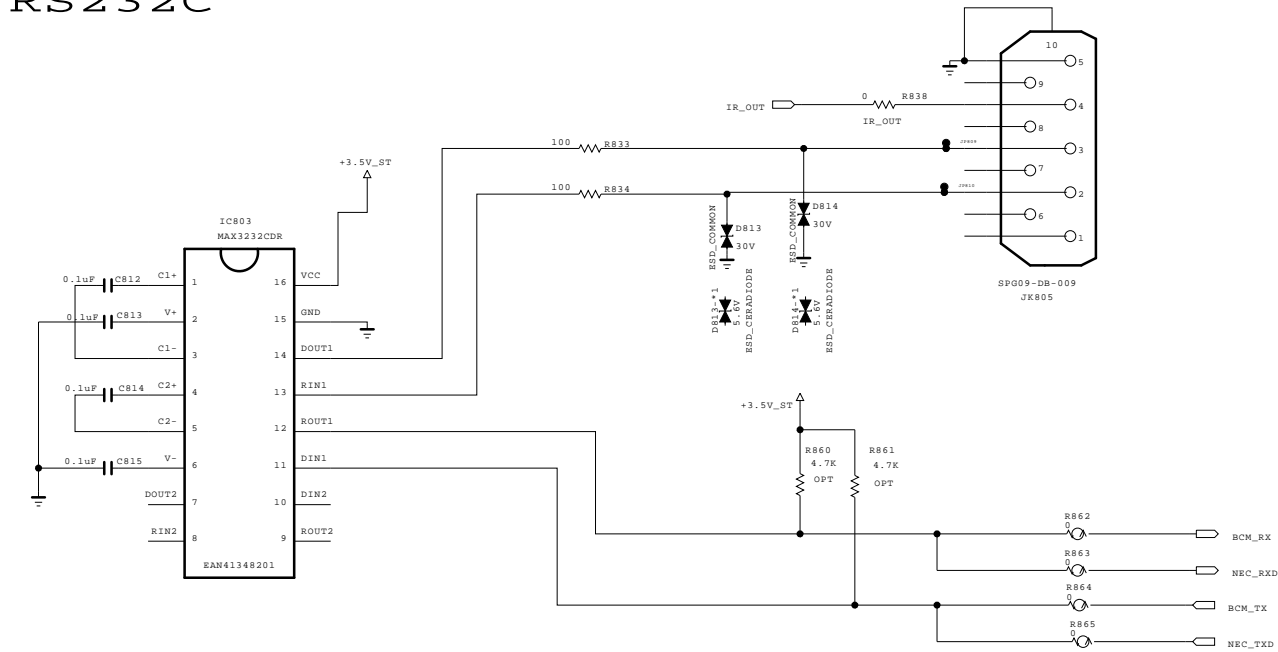 RS232C
10
5
9
IR_OUT
0
R838
4
IR_OUT
8
100
R833
3
+3.5V_ST
7
100
R834
2
ESD_COMMON
D813
30V
ESD_COMMON
D814
30V
6
1
IC803
MAX3232CDR
SPG09-DB-009
JK805
0.1uF
C812
C1+
1
16
VCC
0.1uF
C813
V+
2
15
GND
C1-
3
14
DOUT1
0.1uF
C814
C2+
4
13
RIN1
C2-
5
12
ROUT1
0.1uF
C815
V-
6
11
DIN1
DOUT2
7
10
DIN2
RIN2
8
9
ROUT2
EAN41348201
D813-*1
5.6V
ESD_CERADIODE
D814-*1
5.6V
ESD_CERADIODE
+3.5V_ST
R860
4.7K
OPT
R861
4.7K
OPT
R862
0
BCM_RX
R863
0
NEC_RXD
R864
0
BCM_TX
R865
0
NEC_TXD